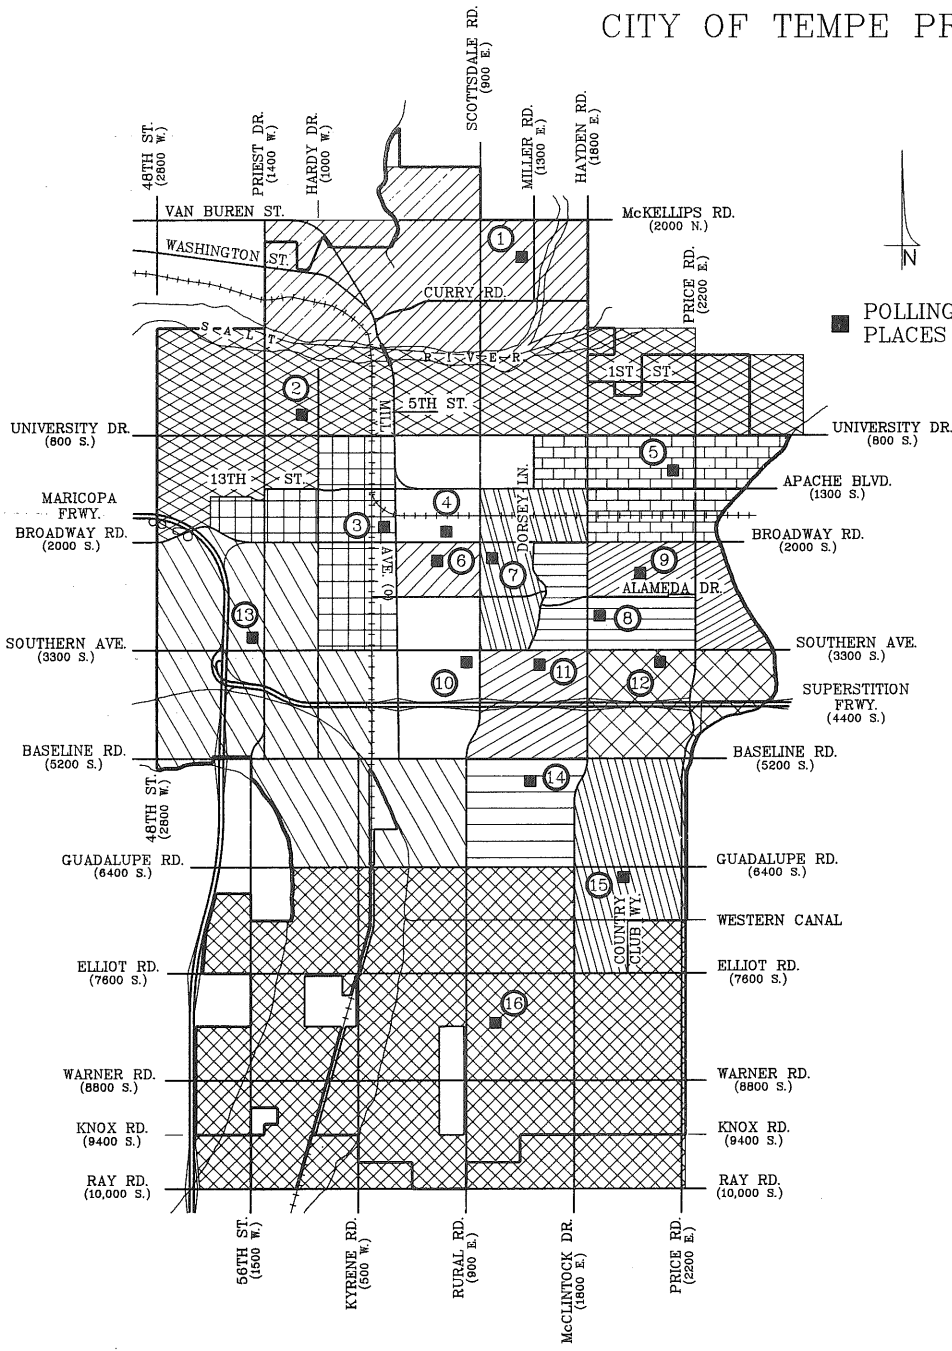 CITY OF TEMPE PR
SCOTTSDALE RD.
(900 E.)
MILLER RD.
(1300 E.)
HAYDEN RD.
(1800 E.)
48TH ST.
(2800 W.)
PRIEST DR.
(1400 W.)
HARDY DR.
(1000 W.)
VAN BUREN ST.
McKELLIPS RD.
(2000 N.)
WASHINGTON ST.
1
N
CURRY RD.
PRICE RD.
(2200 E.)
POLLING
PLACES
SALT
RIVER
1ST ST.
2
MILL
5TH ST.
UNIVERSITY DR.
(800 S.)
UNIVERSITY DR.
(800 S.)
5
13TH ST.
DORSEY LN.
APACHE BLVD.
(1300 S.)
MARICOPA
FRWY.
4
3
BROADWAY RD.
(2000 S.)
BROADWAY RD.
(2000 S.)
AVE. (0)
6
7
9
ALAMEDA DR.
13
8
SOUTHERN AVE.
(3300 S.)
SOUTHERN AVE.
(3300 S.)
10
11
12
SUPERSTITION
FRWY.
(4400 S.)
BASELINE RD.
(5200 S.)
BASELINE RD.
(5200 S.)
48TH ST.
(2800 W.)
14
GUADALUPE RD.
(6400 S.)
GUADALUPE RD.
(6400 S.)
15
COUNTRY
CLUB WY.
WESTERN CANAL
ELLIOT RD.
(7600 S.)
ELLIOT RD.
(7600 S.)
16
WARNER RD.
(8800 S.)
WARNER RD.
(8800 S.)
KNOX RD.
(9400 S.)
KNOX RD.
(9400 S.)
RAY RD.
(10,000 S.)
RAY RD.
(10,000 S.)
56TH ST.
(1500 W.)
KYRENE RD.
(500 W.)
RURAL RD.
(900 E.)
McCLINTOCK DR.
(1800 E.)
PRICE RD.
(2200 E.)